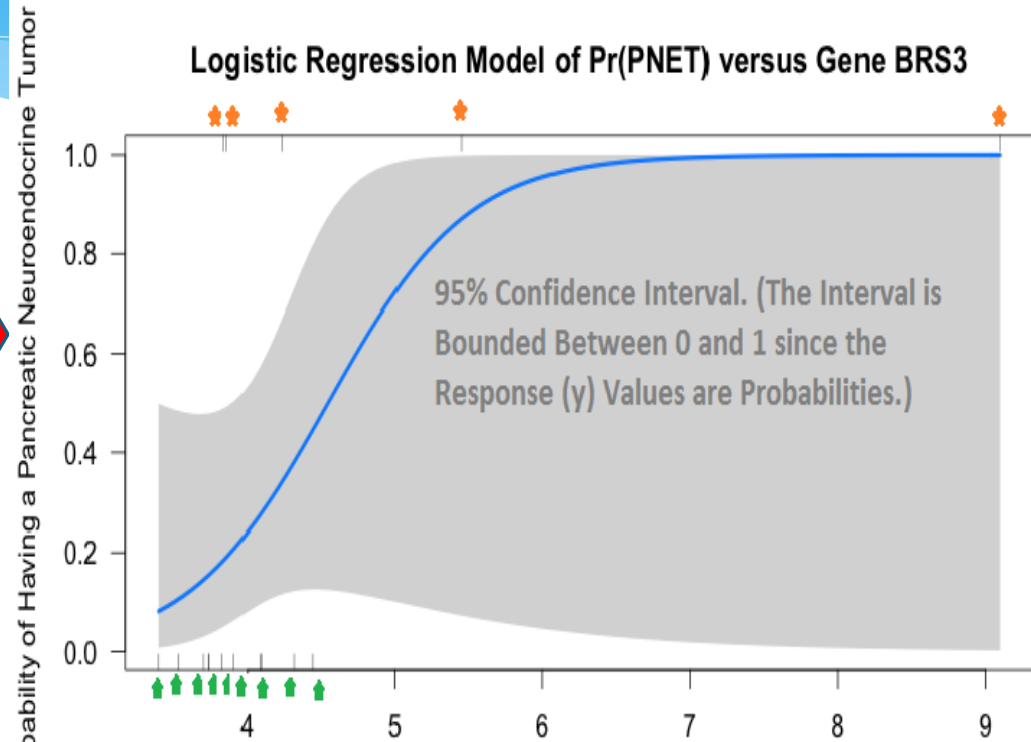 Logistic Regression Model of Pr(PNET) versus Gene BRS3
bability of Having a Pancreatic Neuroendocrine Tumor
1.0
0.8
0.6
0.4
0.2
0.0
95% Confidence Interval. (The Interval is
Bounded Between 0 and 1 since the
Response (y) Values are Probabilities.)
4 5 6 7 8 9